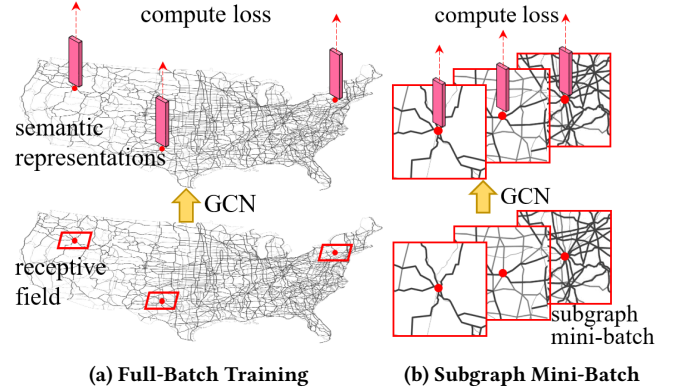 compute loss
semantic
representations
GCN
receptive
field
(a) Full-Batch Training
compute loss
GCN
subgraph
mini-batch
(b) Subgraph Mini-Batch